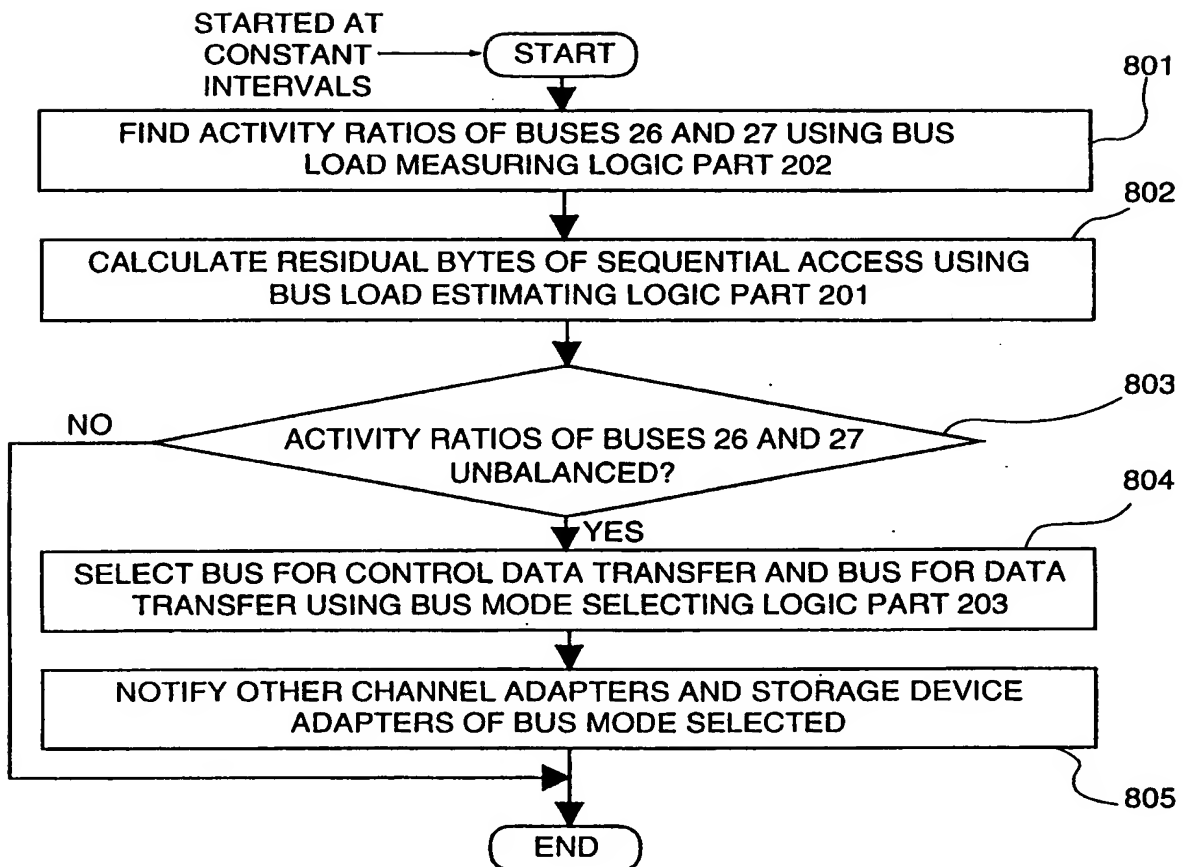 STARTED AT
CONSTANT
INTERVALS
START
801
FIND ACTIVITY RATIOS OF BUSES 26 AND 27 USING BUS
LOAD MEASURING LOGIC PART 202
802
CALCULATE RESIDUAL BYTES OF SEQUENTIAL ACCESS USING
BUS LOAD ESTIMATING LOGIC PART 201
803
NO
ACTIVITY RATIOS OF BUSES 26 AND 27
UNBALANCED?
804
YES
SELECT BUS FOR CONTROL DATA TRANSFER AND BUS FOR DATA
TRANSFER USING BUS MODE SELECTING LOGIC PART 203
NOTIFY OTHER CHANNEL ADAPTERS AND STORAGE DEVICE
ADAPTERS OF BUS MODE SELECTED
805
END